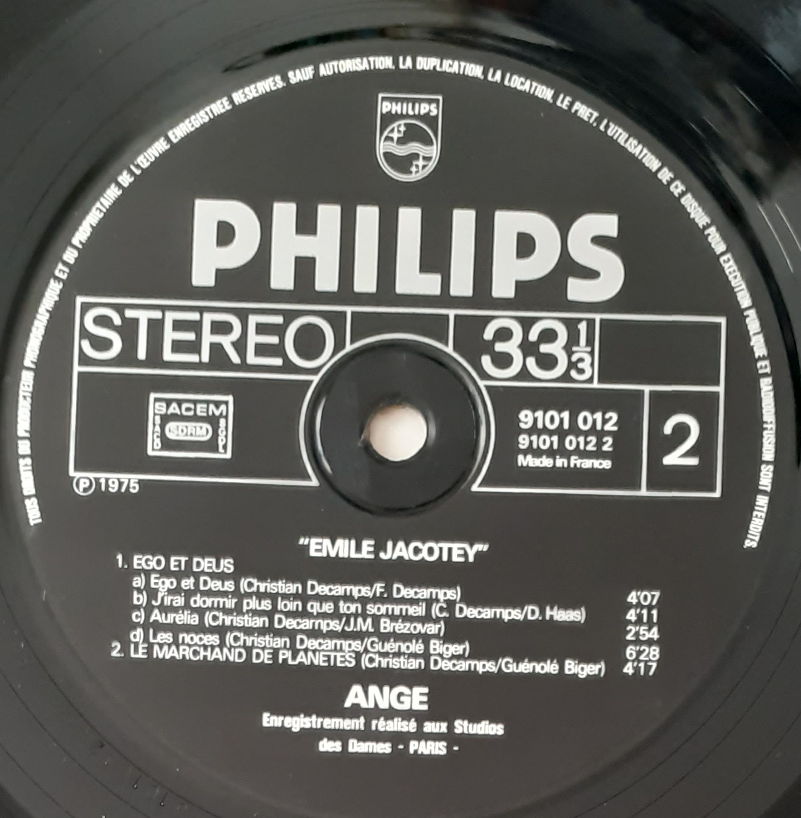 TOUS DROITS DU PRODUCTEUR PHONOGRAPHIQUE ET DU PROPRIETAIRE DE L'ŒUVRE ENREGISTREE RESERVES. SAUF AUTORISATION, LA DUPLICATION, LA LOCATION, LE PRET, L'UTILISATION DE CE DISQUE POUR EXECUTION PUBLIQUE ET RADIODIFFUSION SONT INTERDITS.
PHILIPS
PHILIPS
STEREO
33 1/3
SACEM
SACD
SDRM
SGDL
9101 012
9101 012 2
Made in France
2
Ⓟ 1975
"EMILE JACOTEY"
1. EGO ET DEUS
a) Ego et Deus (Christian Decamps/F. Decamps) 4'07
b) J'irai dormir plus loin que ton sommeil (C. Decamps/D. Haas) 4'11
c) Aurélia (Christian Decamps/J.M. Brézovar) 2'54
d) Les noces (Christian Decamps/Guénolé Biger) 6'28
2. LE MARCHAND DE PLANETES (Christian Decamps/Guénolé Biger) 4'17
ANGE
Enregistrement réalisé aux Studios
des Dames - PARIS -